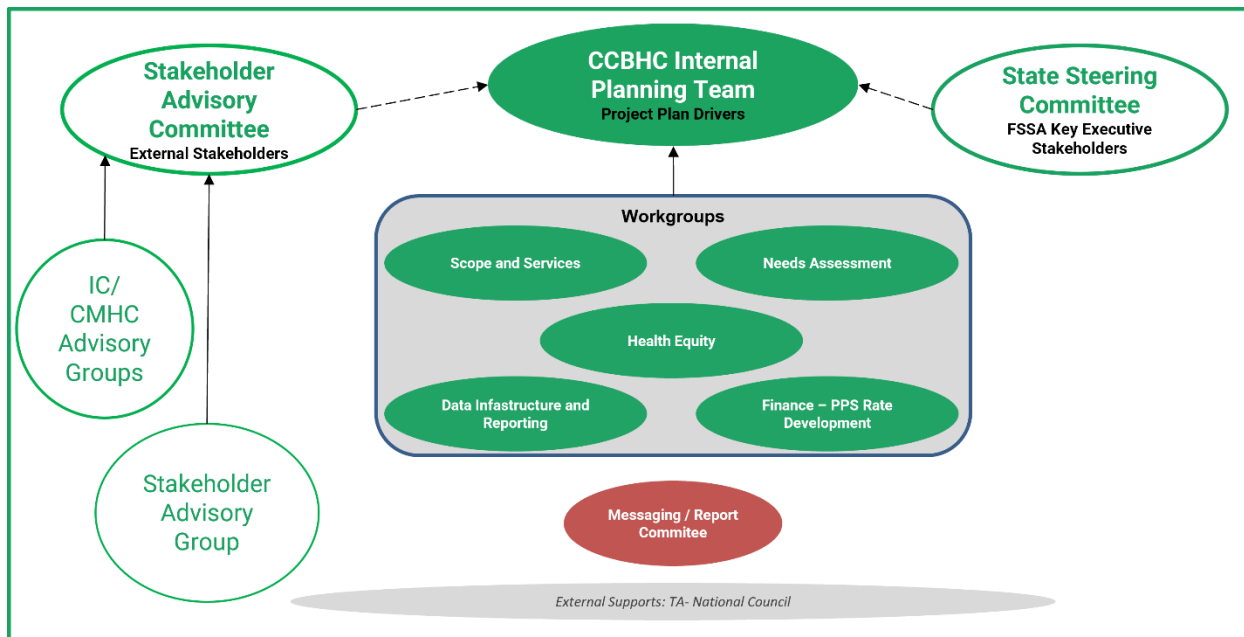 Stakeholder
Advisory
Committee
External Stakeholders
CCBHC Internal
Planning Team
Project Plan Drivers
State Steering
Committee
FSSA Key Executive
Stakeholders
IC/
CMHC
Advisory
Groups
Stakeholder
Advisory
Group
Workgroups
Scope and Services
Needs Assessment
Health Equity
Data Infastructure and
Reporting
Finance – PPS Rate
Development
Messaging / Report
Commitee
External Supports: TA- National Council